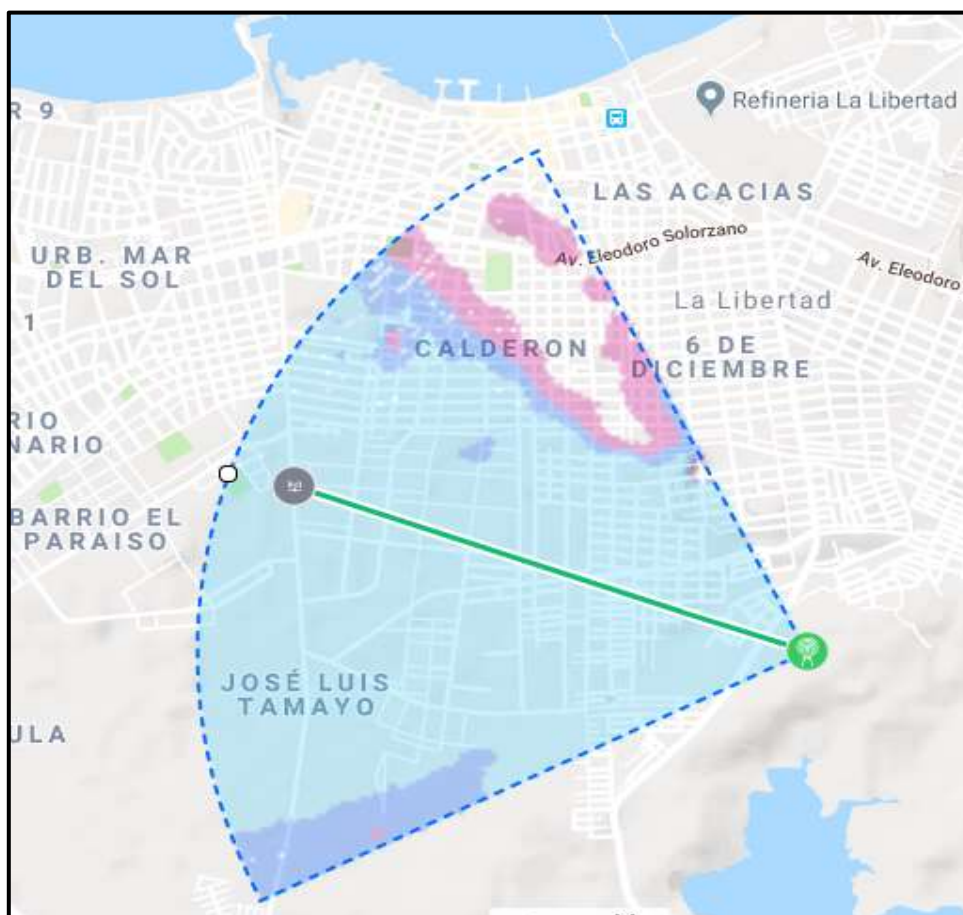 R 9
Refineria La Libertad
LAS ACACIAS
Av. Eleodoro Solorzano
URB. MAR
DEL SOL
Av. Eleodoro
La Libertad
1
CALDERON
6 DE
DICIEMBRE
RIO
NARIO
BARRIO EL
PARAISO
JOSÉ LUIS
TAMAYO
ULA